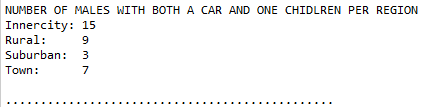 NUMBER OF MALES WITH BOTH A CAR AND ONE CHIDLREN PER REGION
Innercity: 15
Rural: 9
Suburban: 3
Town: 7
...............................................